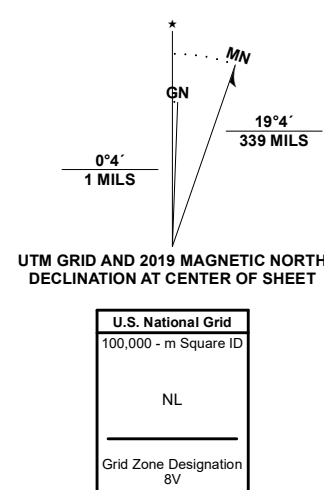 ★
MN
GN
19°4´
339 MILS
0°4´
1 MILS
UTM GRID AND 2019 MAGNETIC NORTH
DECLINATION AT CENTER OF SHEET
U.S. National Grid
100,000 - m Square ID
NL
Grid Zone Designation
8V